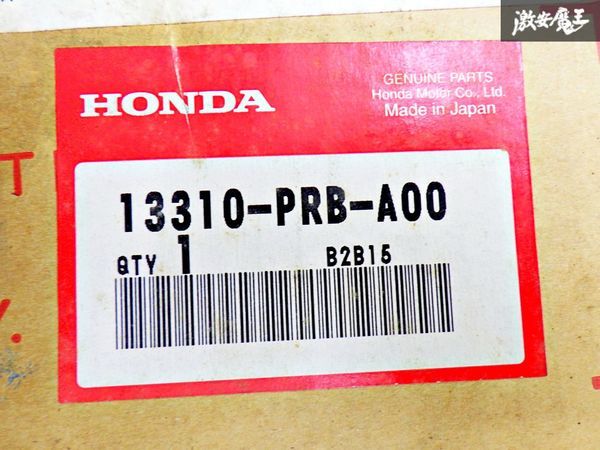 激安魔王
GENUINE PARTS
HONDA
Honda Motor Co., Ltd.
Made in Japan
T
13310-PRB-A00
QTY 1 B2B15
Y.